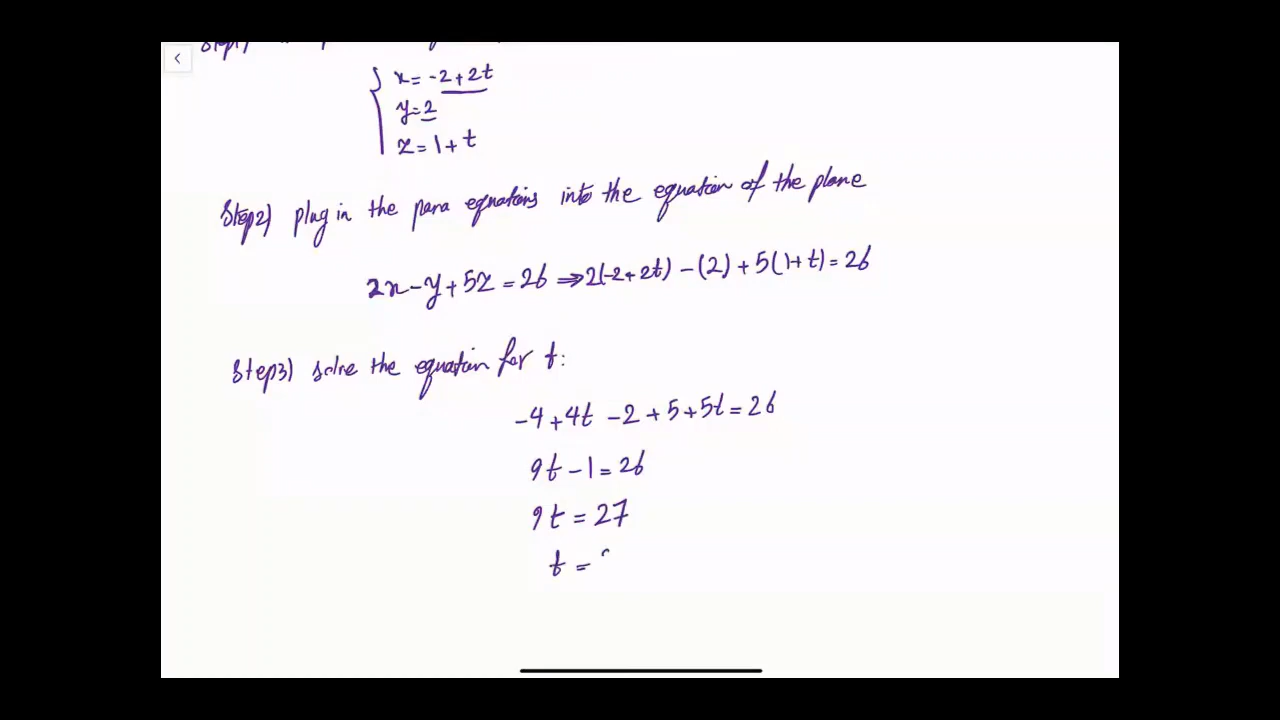 x = -2 + 2t
y = 2
z = 1 + t
Step2) plug in the para equations into the equation of the plane
2x - y + 5z = 26 ⇒ 2(-2 + 2t) - (2) + 5(1 + t) = 26
Step3) solve the equation for t:
-4 + 4t - 2 + 5 + 5t = 26
9t - 1 = 26
9t = 27
t =